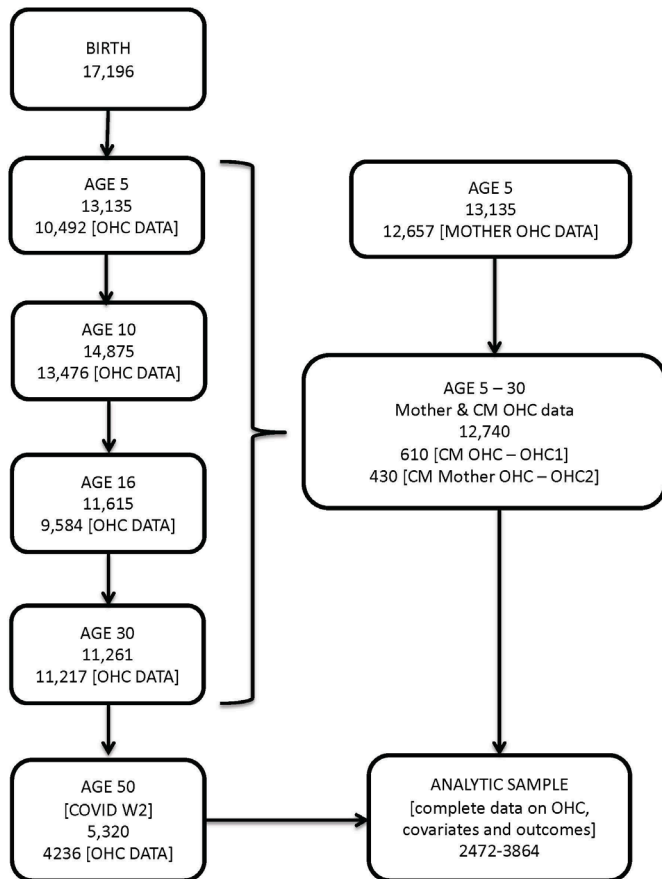 BIRTH
17,196
AGE 5
13,135
10,492 [OHC DATA]
AGE 10
14,875
13,476 [OHC DATA]
AGE 16
11,615
9,584 [OHC DATA]
AGE 30
11,261
11,217 [OHC DATA]
AGE 50
[COVID W2]
5,320
4236 [OHC DATA]
AGE 5
13,135
12,657 [MOTHER OHC DATA]
AGE 5 – 30
Mother & CM OHC data
12,740
610 [CM OHC – OHC1]
430 [CM Mother OHC – OHC2]
ANALYTIC SAMPLE
[complete data on OHC,
covariates and outcomes]
2472-3864